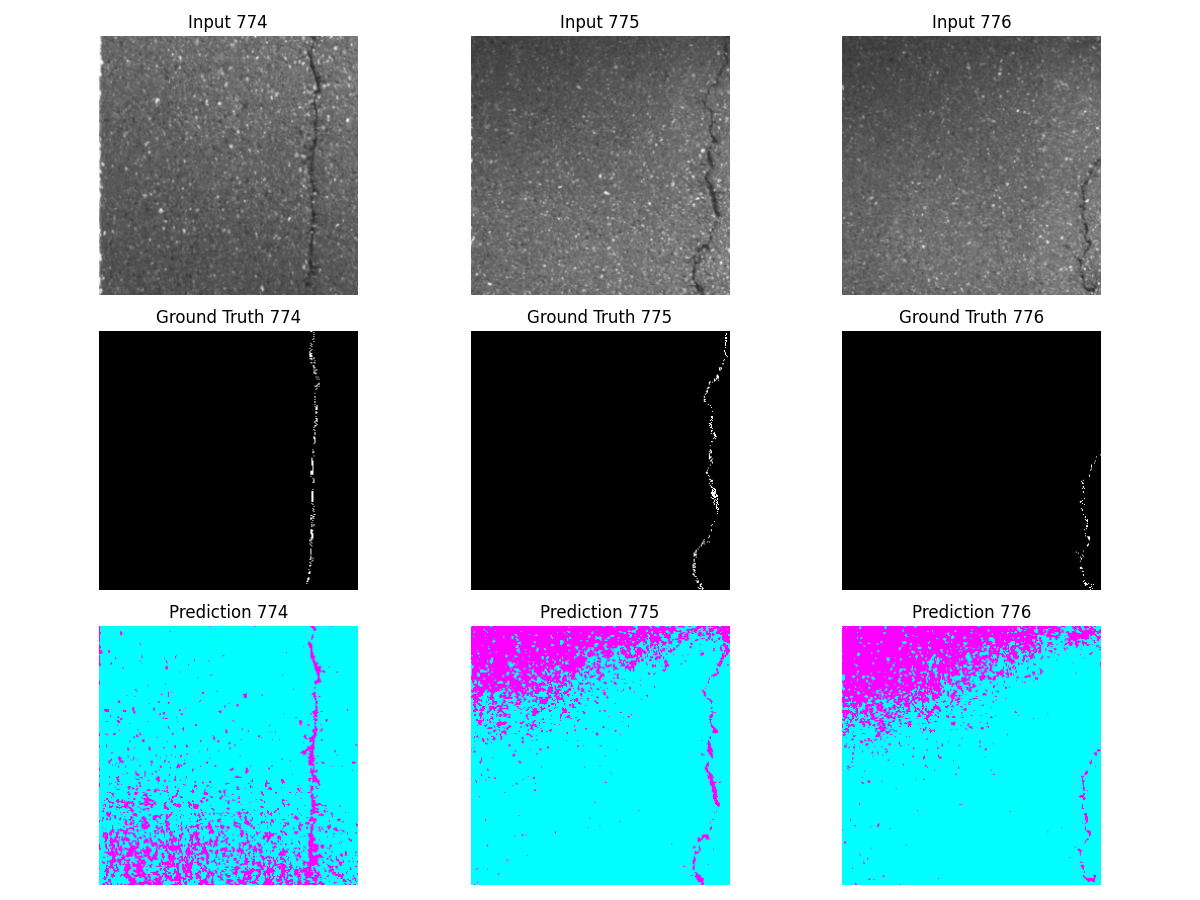 Input 774
Input 775
Input 776
Ground Truth 774
Ground Truth 775
Ground Truth 776
Prediction 774
Prediction 775
Prediction 776